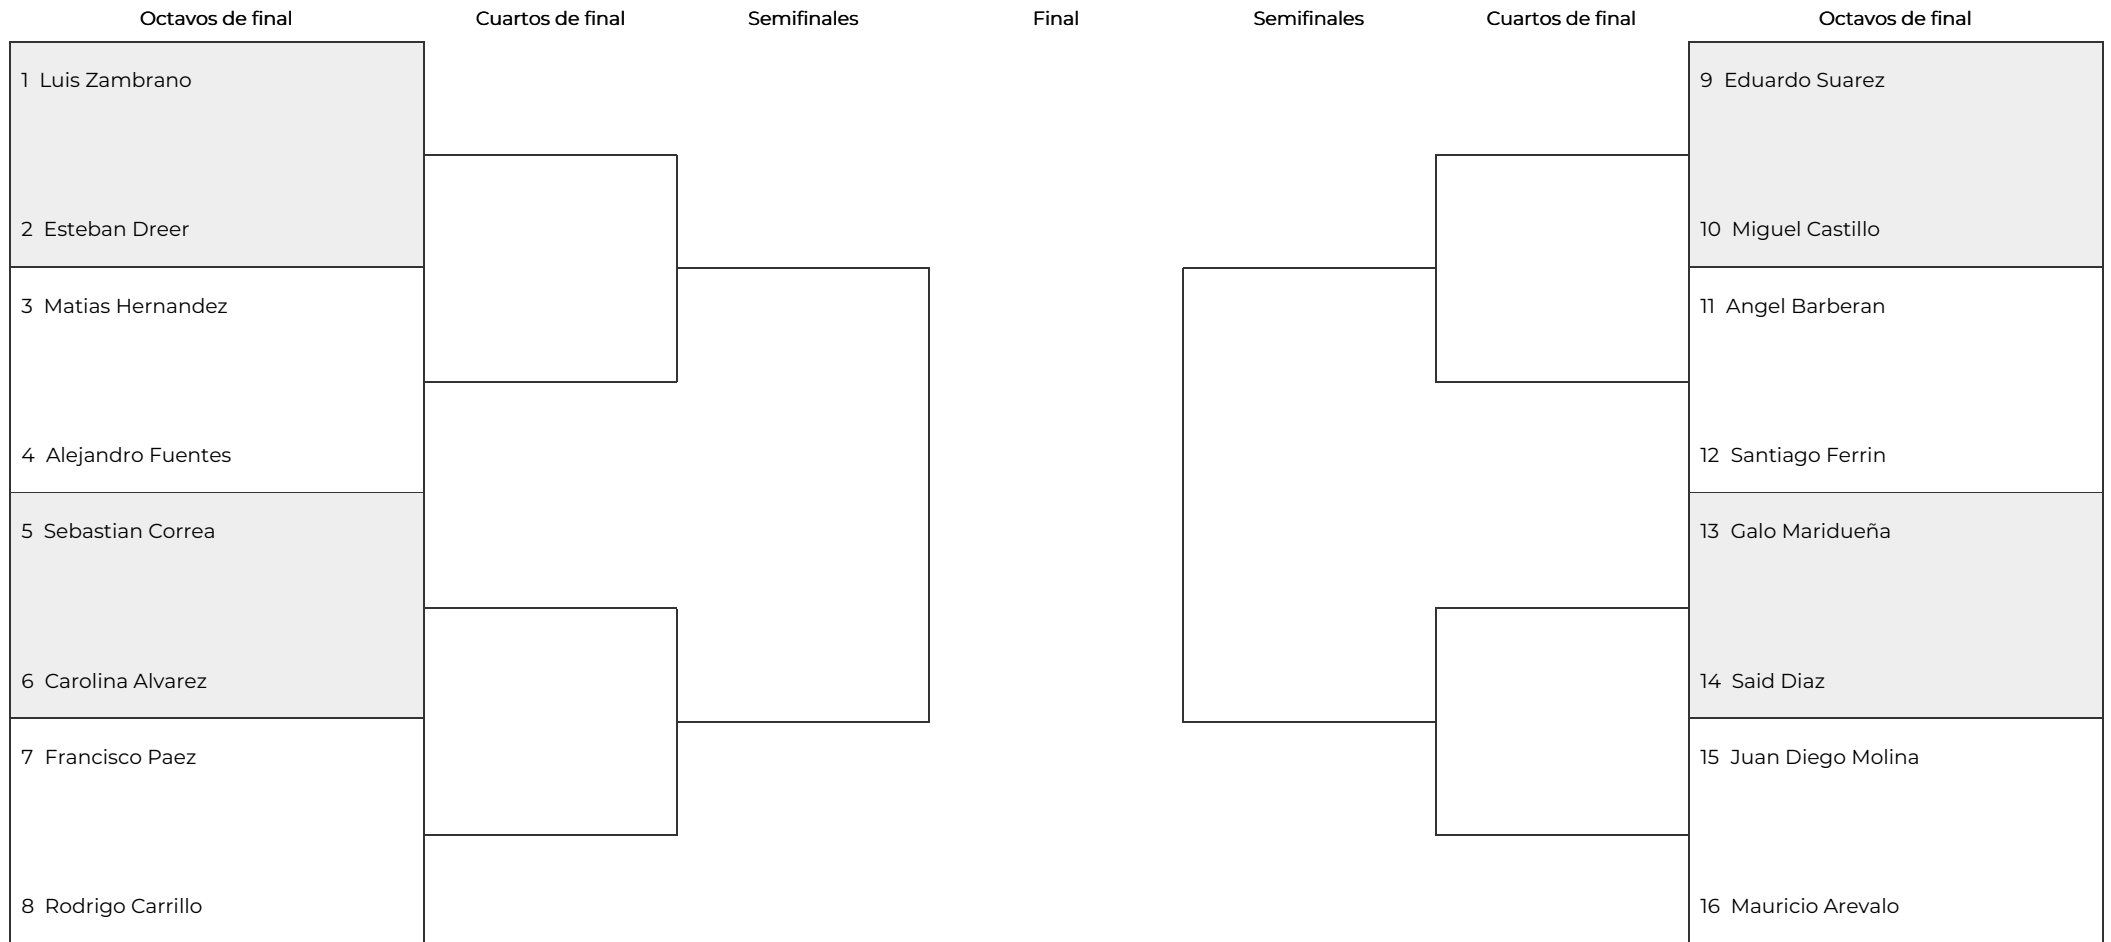 Octavos de final
Cuartos de final
Semifinales
Final
Semifinales
Cuartos de final
Octavos de final
1 Luis Zambrano
2 Esteban Dreer
3 Matias Hernandez
4 Alejandro Fuentes
5 Sebastian Correa
6 Carolina Alvarez
7 Francisco Paez
8 Rodrigo Carrillo
9 Eduardo Suarez
10 Miguel Castillo
11 Angel Barberan
12 Santiago Ferrin
13 Galo Maridueña
14 Said Diaz
15 Juan Diego Molina
16 Mauricio Arevalo